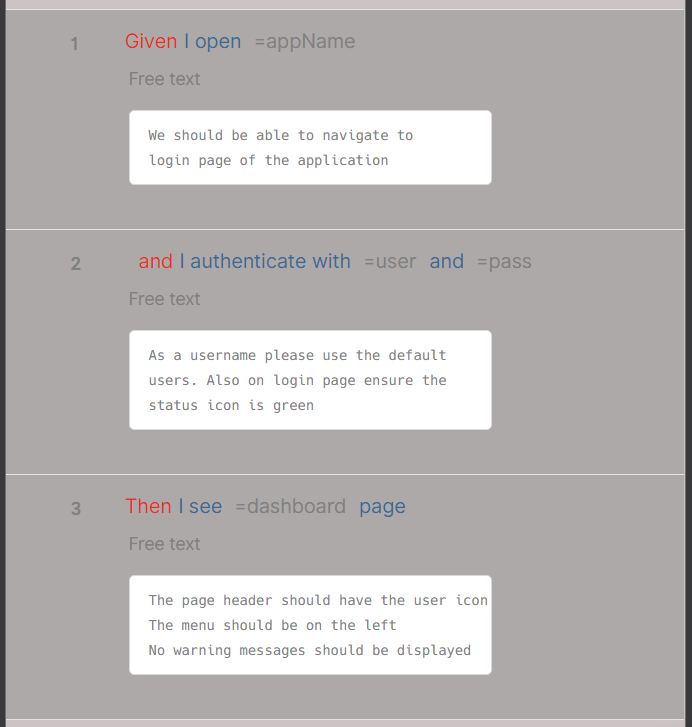 1 Given I open =appName
Free text
We should be able to navigate to
login page of the application
2 and I authenticate with =user and =pass
Free text
As a username please use the default
users. Also on login page ensure the
status icon is green
3 Then I see =dashboard page
Free text
The page header should have the user icon
The menu should be on the left
No warning messages should be displayed